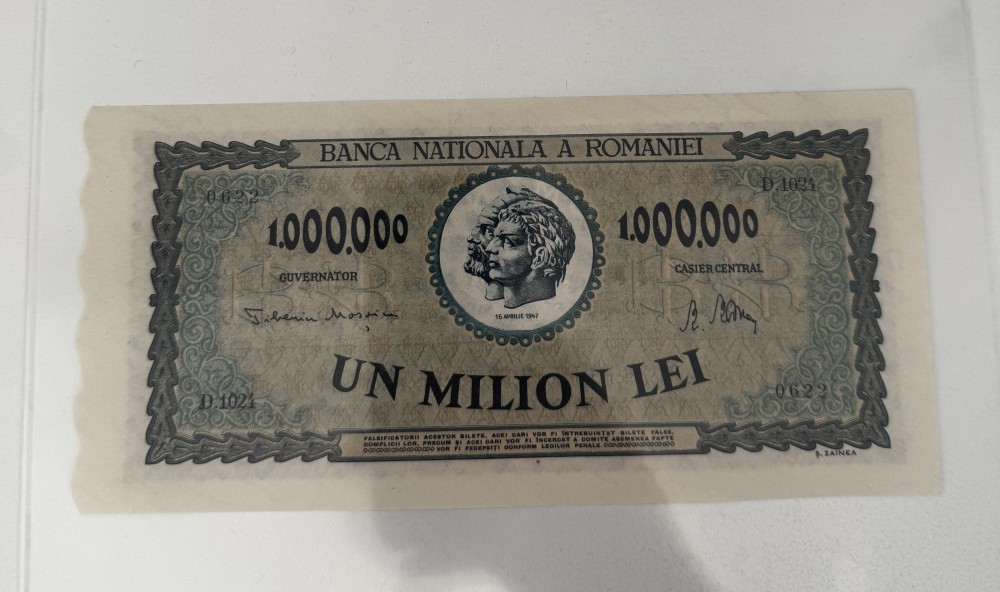 BANCA NATIONALA A ROMANIEI
0622
D.1024
1.000.000
1.000.000
GUVERNATOR
CASIER CENTRAL
16 APRILIE 1947
UN MILION LEI
D.1024
0622
FALSIFICATORII ACESTOR BILETE, ACEI CARI VOR FI ÎNTREBUINȚAT BILETE FALSE,
COMPLICII LOR, PRECUM ȘI ACEI CARI VOR FI ÎNCERCAT A COMITE ASEMENEA FAPTE
VOR FI PEDEPSIȚI CONFORM LEGILOR PENALE
Ș. ZAINEA